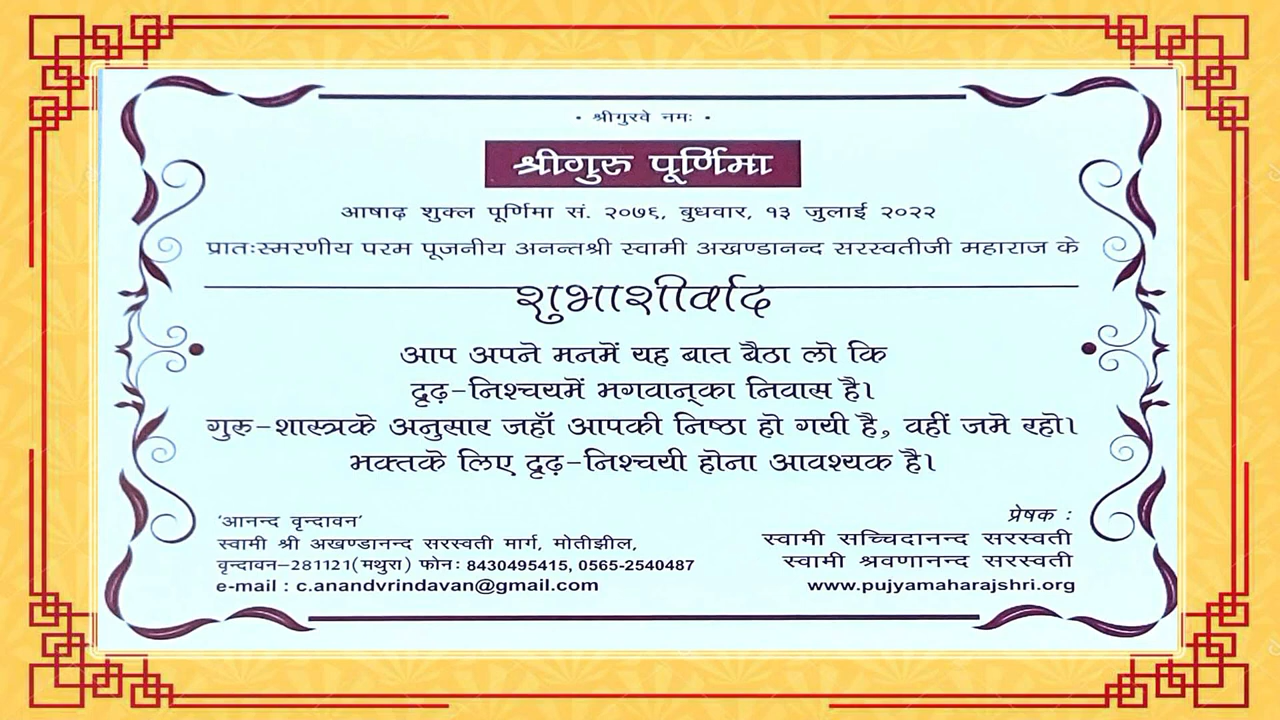 • श्रीगुरवे नमः •
श्रीगुरु पूर्णिमा
आषाढ़ शुक्ल पूर्णिमा सं. २०७९, बुधवार, १३ जुलाई २०२२
प्रातःस्मरणीय परम पूजनीय अनन्तश्री स्वामी अखण्डानन्द सरस्वतीजी महाराज के
शुभाशीर्वाद
आप अपने मनमें यह बात बैठा लो कि
दृढ़-निश्चयमें भगवान्‌का निवास है।
गुरु-शास्त्रके अनुसार जहाँ आपकी निष्ठा हो गयी है, वहीं जमे रहो।
भक्तके लिए दृढ़-निश्चयी होना आवश्यक है।
'आनन्द वृन्दावन'
स्वामी श्री अखण्डानन्द सरस्वती मार्ग, मोतीझील,
वृन्दावन–281121(मथुरा) फोन: 8430495415, 0565-2540487
e-mail : c.anandvrindavan@gmail.com
प्रेषक :
स्वामी सच्चिदानन्द सरस्वती
स्वामी श्रवणानन्द सरस्वती
www.pujyamaharajshri.org